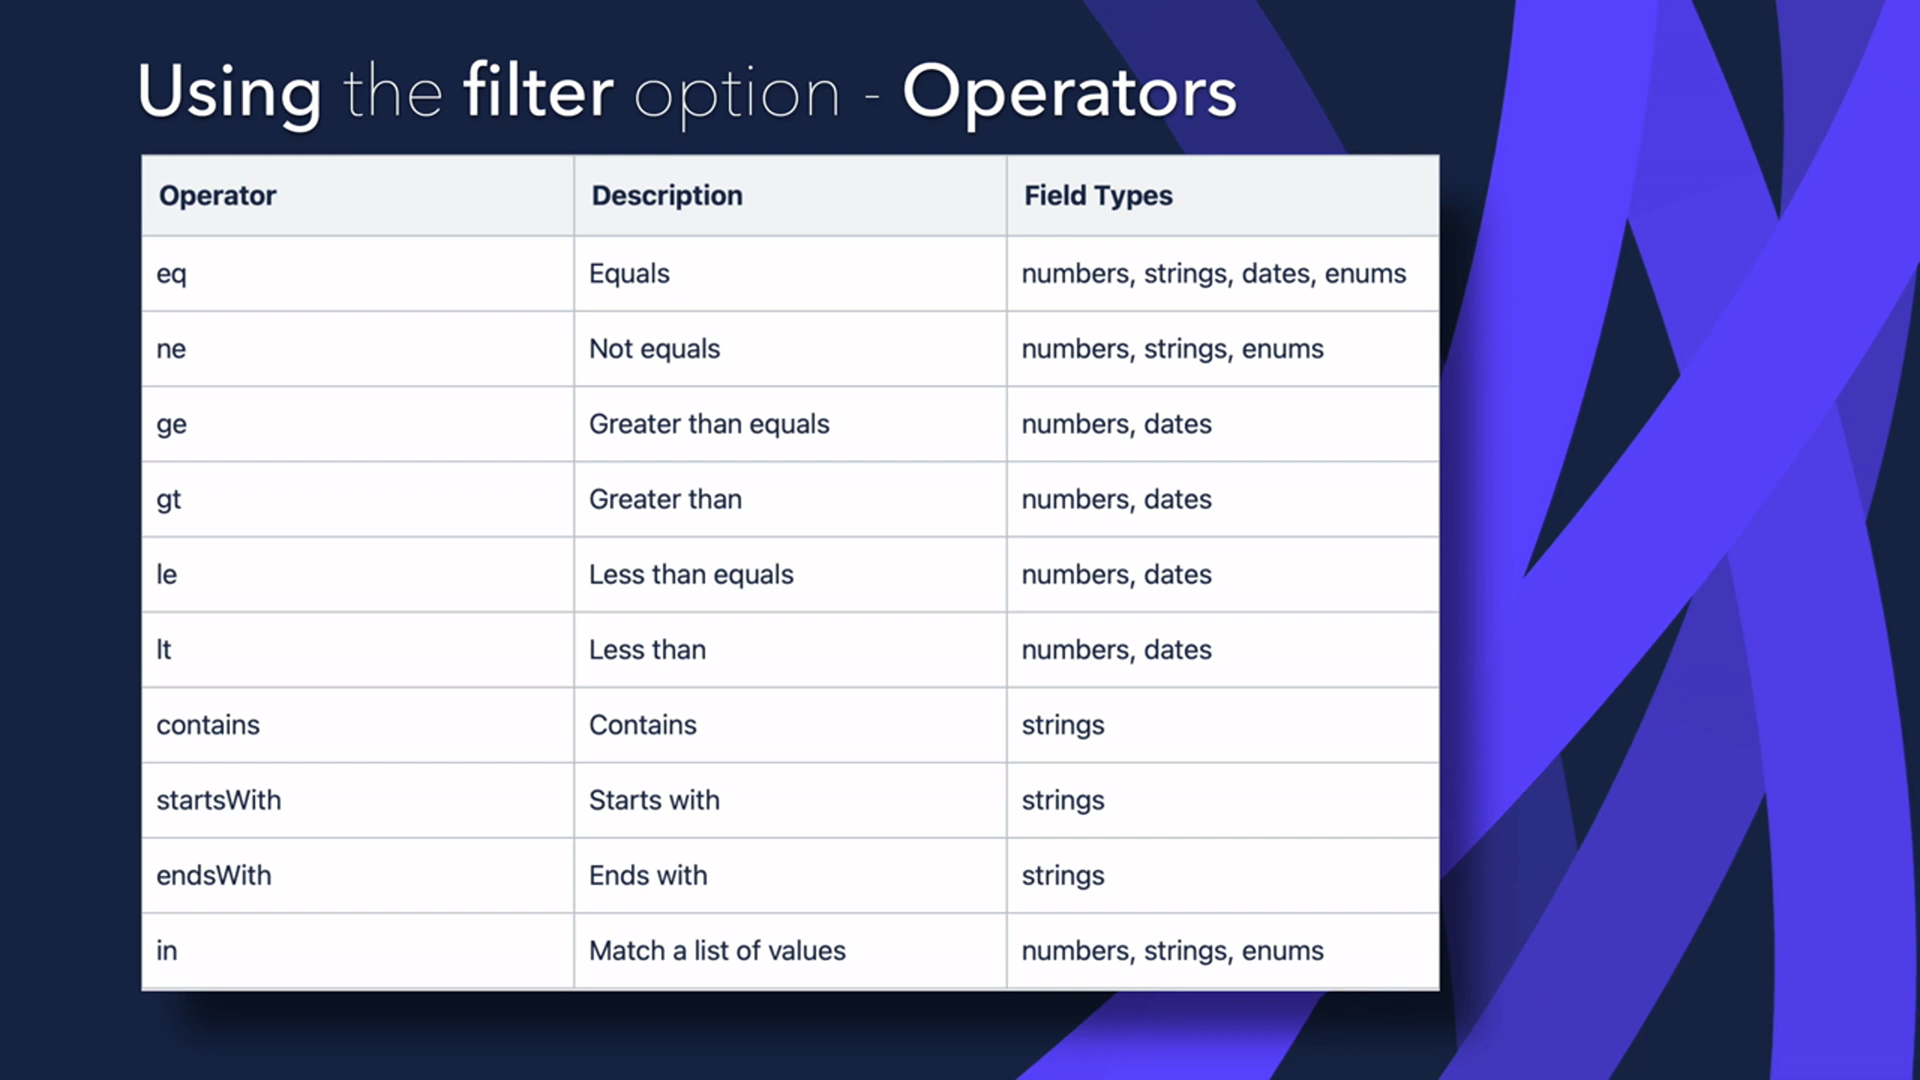 Using the filter option - Operators
Operator Description Field Types
eq Equals numbers, strings, dates, enums
ne Not equals numbers, strings, enums
ge Greater than equals numbers, dates
gt Greater than numbers, dates
le Less than equals numbers, dates
lt Less than numbers, dates
contains Contains strings
startsWith Starts with strings
endsWith Ends with strings
in Match a list of values numbers, strings, enums